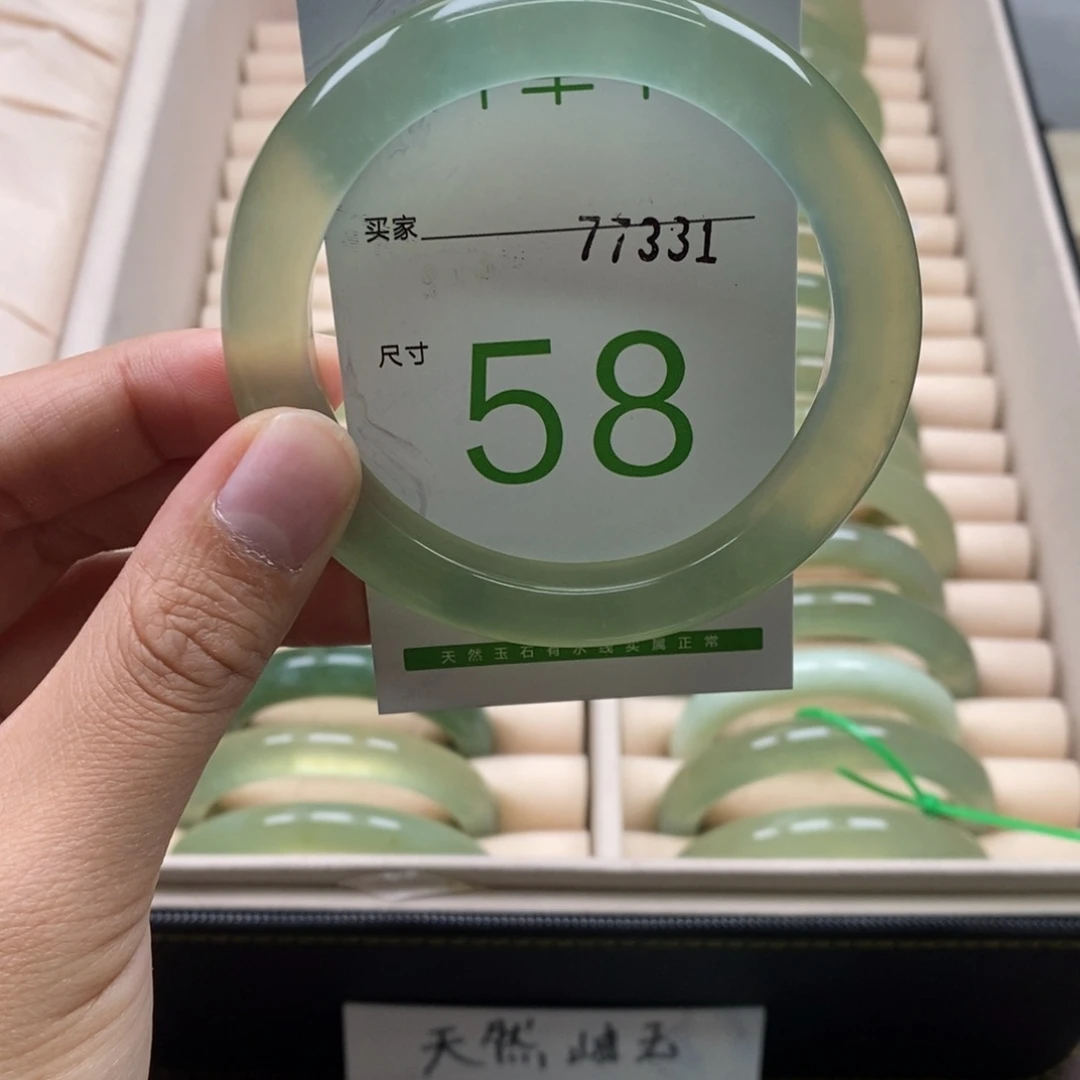 买家 77331
尺寸 58
天然玉石有水线实属正常
天然岫玉